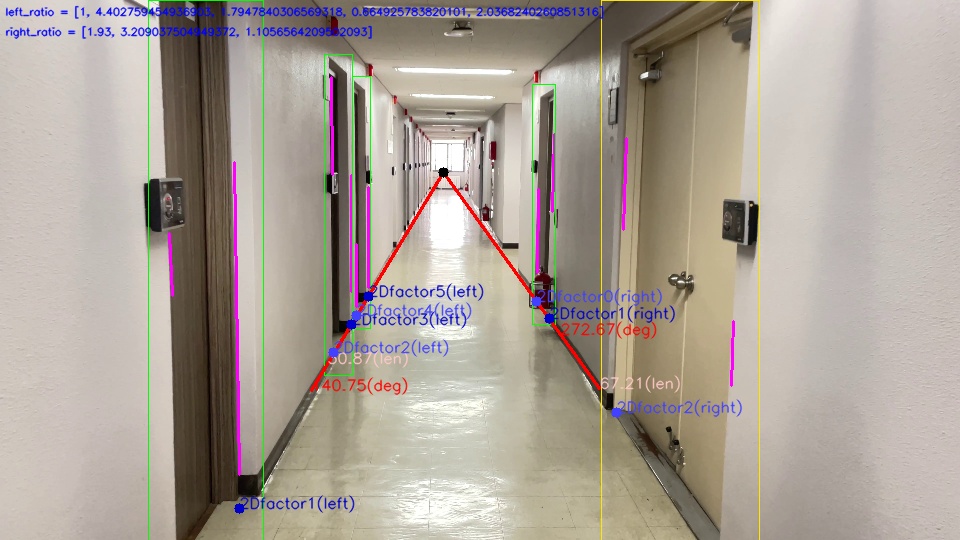 left_ratio = [1, 4.402759454936903, 1.7947840306569318, 0.664925783820101, 2.0368240260851316]
right_ratio = [1.93, 3.209037504949372, 1.1056564209532093]
2Dfactor5(left)
2Dfactor0(right)
2Dfactor4(left)
2Dfactor3(left)
2Dfactor1(right)
272.67(deg)
2Dfactor2(left)
50.87(len)
40.75(deg)
67.21(len)
2Dfactor2(right)
2Dfactor1(left)